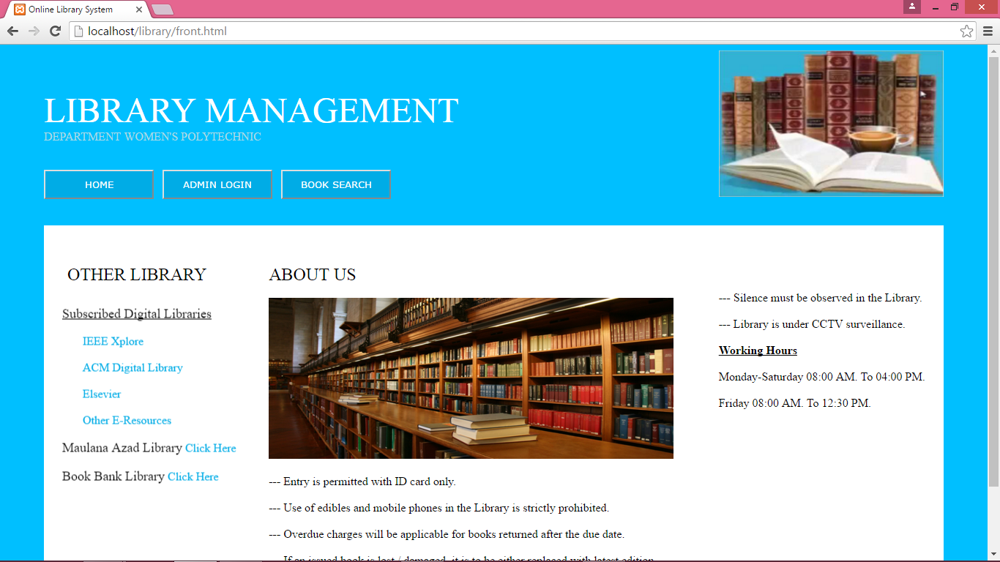 Online Library System
localhost/library/front.html
LIBRARY MANAGEMENT
DEPARTMENT WOMEN'S POLYTECHNIC
HOME
ADMIN LOGIN
BOOK SEARCH
OTHER LIBRARY
Subscribed Digital Libraries
IEEE Xplore
ACM Digital Library
Elsevier
Other E-Resources
Maulana Azad Library Click Here
Book Bank Library Click Here
ABOUT US
--- Entry is permitted with ID card only.
--- Use of edibles and mobile phones in the Library is strictly prohibited.
--- Overdue charges will be applicable for books returned after the due date.
--- If an issued book is lost / damaged, it is to be either replaced with latest edition
--- Silence must be observed in the Library.
--- Library is under CCTV surveillance.
Working Hours
Monday-Saturday 08:00 AM. To 04:00 PM.
Friday 08:00 AM. To 12:30 PM.